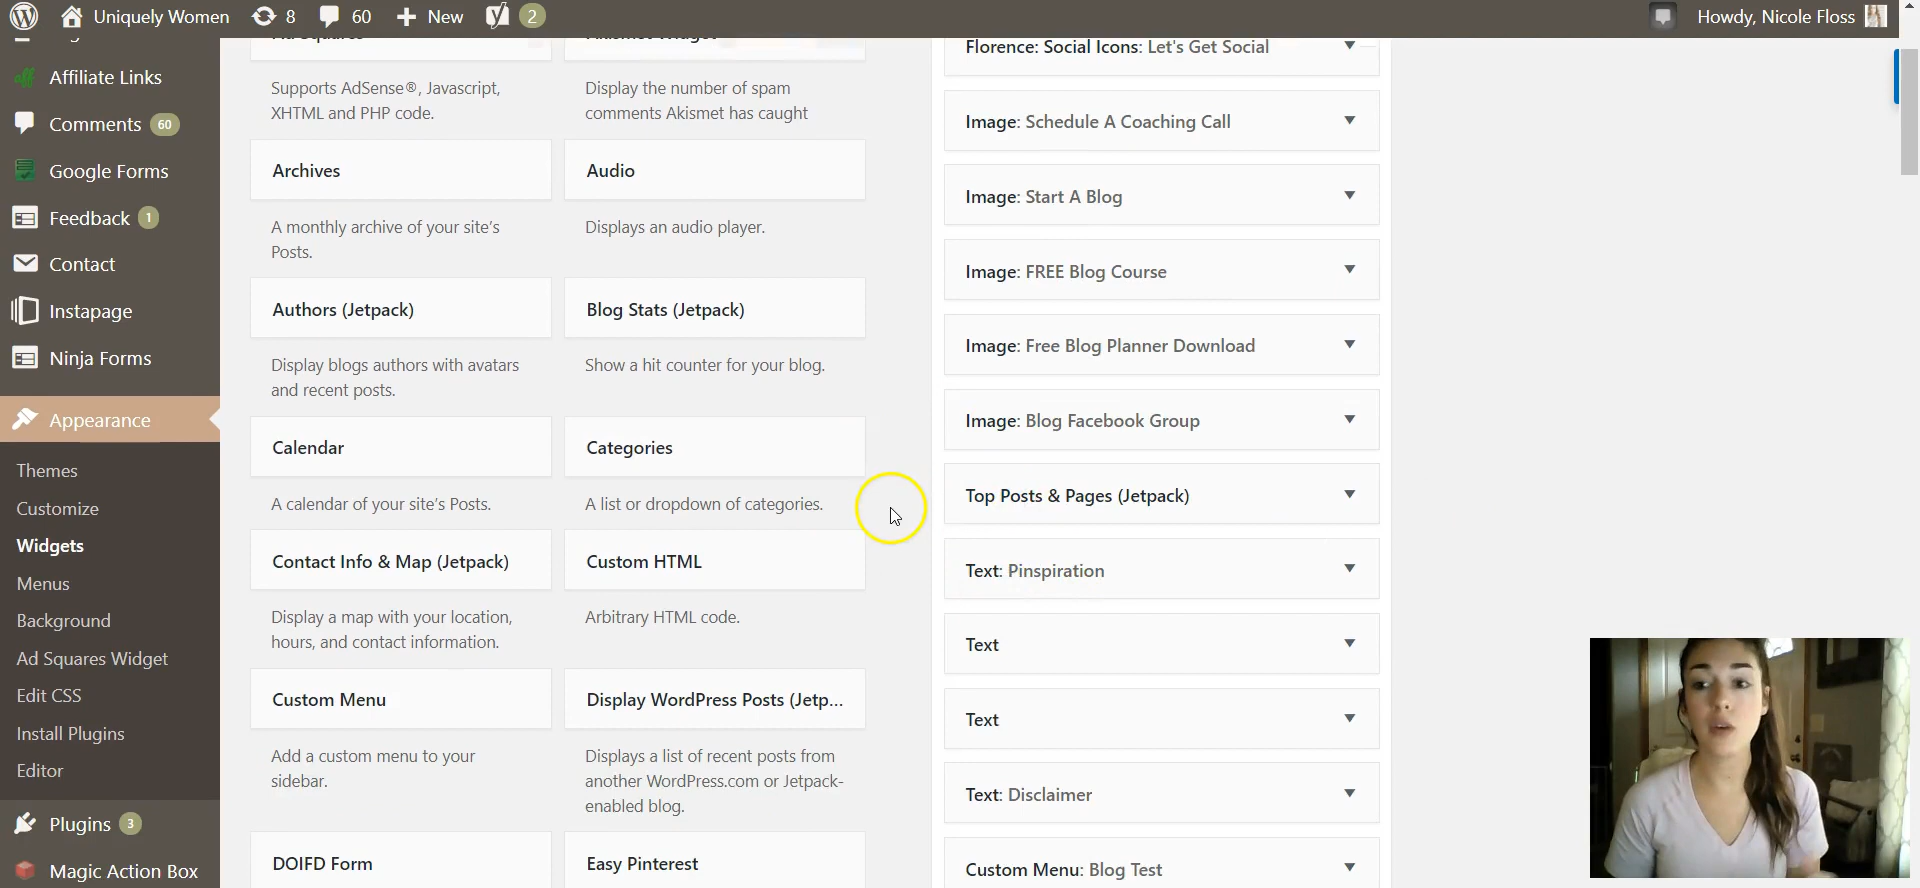 Uniquely Women 8 60 New 2 Howdy, Nicole Floss
Affiliate Links
Comments 60
Google Forms
Feedback 1
Contact
Instapage
Ninja Forms
Appearance
Themes
Customize
Widgets
Menus
Background
Ad Squares Widget
Edit CSS
Install Plugins
Editor
Plugins 3
Magic Action Box
Supports AdSense®, Javascript,
XHTML and PHP code.
Display the number of spam
comments Akismet has caught
Archives
Audio
A monthly archive of your site's
Posts.
Displays an audio player.
Authors (Jetpack)
Blog Stats (Jetpack)
Display blogs authors with avatars
and recent posts.
Show a hit counter for your blog.
Calendar
Categories
A calendar of your site's Posts.
A list or dropdown of categories.
Contact Info & Map (Jetpack)
Custom HTML
Display a map with your location,
hours, and contact information.
Arbitrary HTML code.
Custom Menu
Display WordPress Posts (Jetp...
Add a custom menu to your
sidebar.
Displays a list of recent posts from
another WordPress.com or Jetpack-
enabled blog.
DOIFD Form
Easy Pinterest
Florence: Social Icons: Let's Get Social
Image: Schedule A Coaching Call
Image: Start A Blog
Image: FREE Blog Course
Image: Free Blog Planner Download
Image: Blog Facebook Group
Top Posts & Pages (Jetpack)
Text: Pinspiration
Text
Text
Text: Disclaimer
Custom Menu: Blog Test